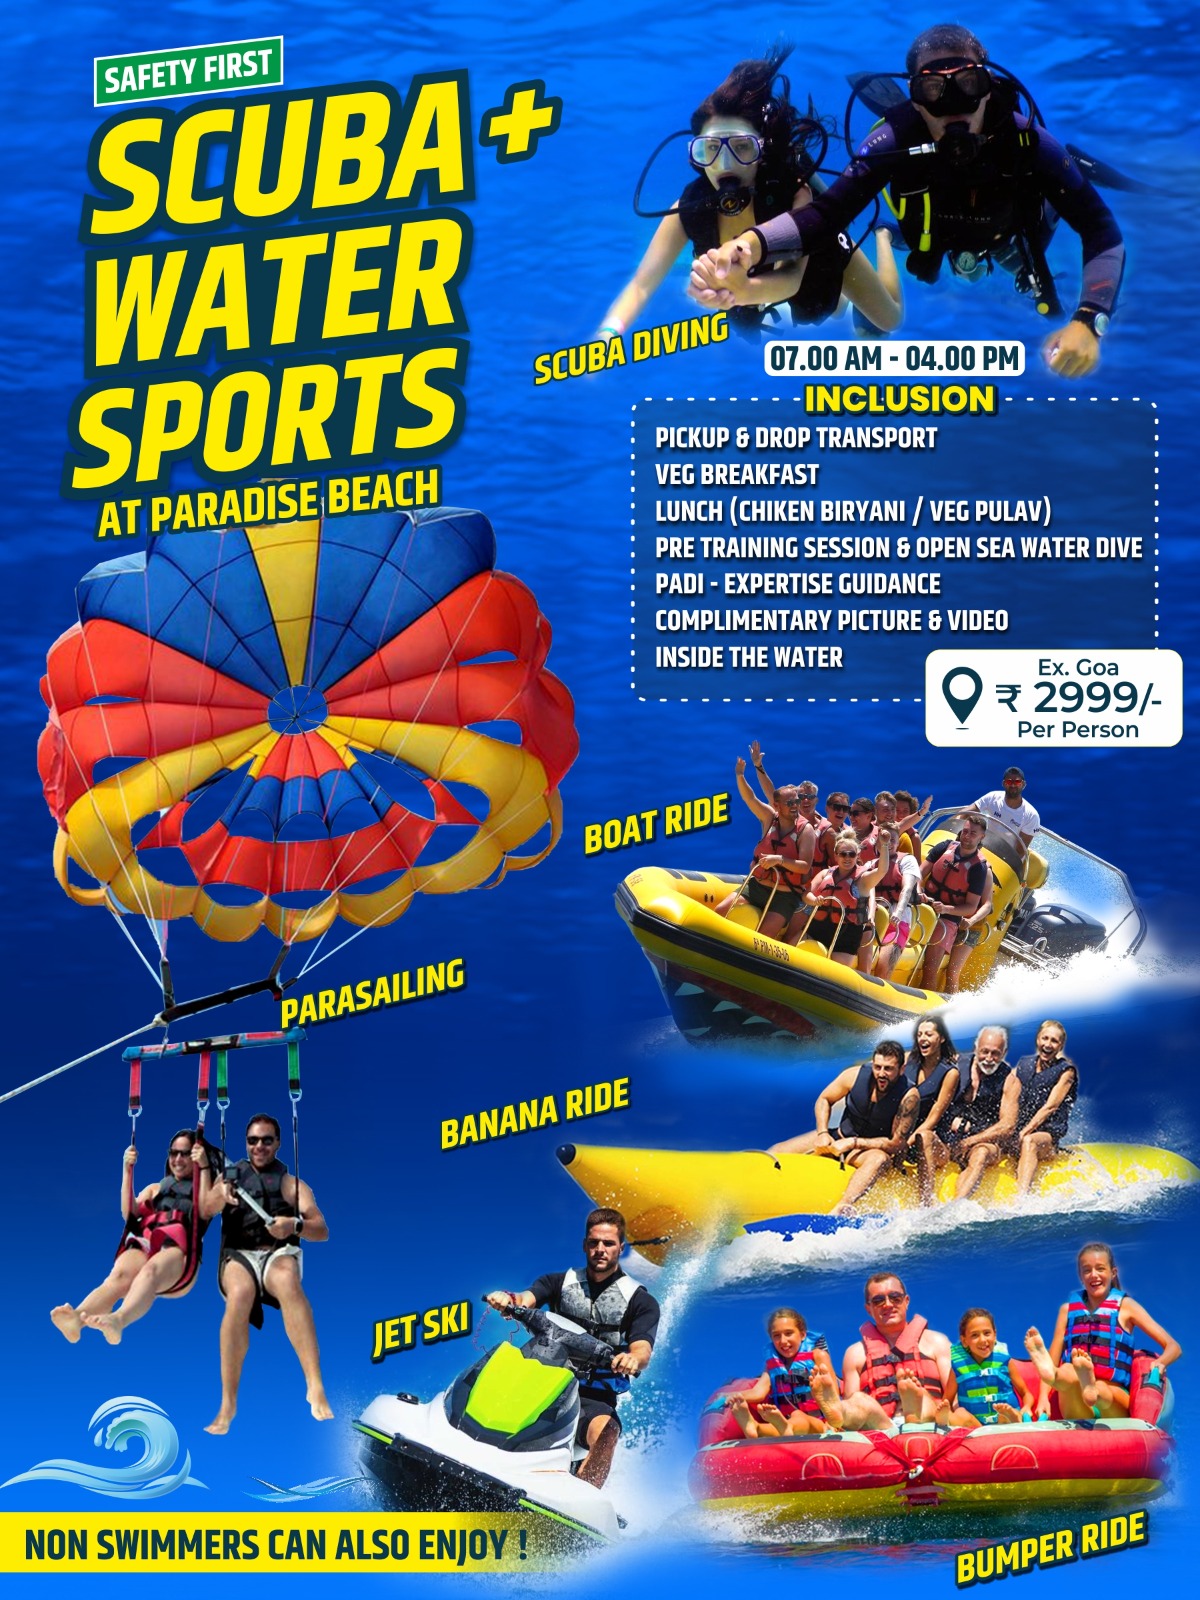 SAFETY FIRST
SCUBA +
WATER
SPORTS
AT PARADISE BEACH
SCUBA DIVING
07.00 AM - 04.00 PM
INCLUSION
PICKUP & DROP TRANSPORT
VEG BREAKFAST
LUNCH (CHIKEN BIRYANI / VEG PULAV)
PRE TRAINING SESSION & OPEN SEA WATER DIVE
PADI - EXPERTISE GUIDANCE
COMPLIMENTARY PICTURE & VIDEO
INSIDE THE WATER
Ex. Goa
₹ 2999/-
Per Person
BOAT RIDE
PARASAILING
BANANA RIDE
JET SKI
NON SWIMMERS CAN ALSO ENJOY !
BUMPER RIDE